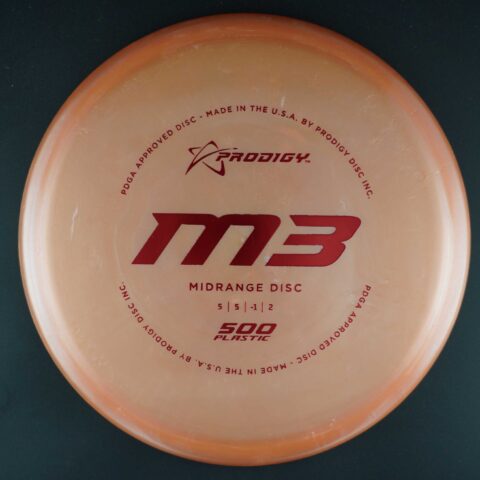 PDGA APPROVED DISC - MADE IN THE U.S.A. BY PRODIGY DISC INC.
PRODIGY™
M3
MIDRANGE DISC
5 | 5 | -1 | 2
500
PLASTIC
PDGA APPROVED DISC - MADE IN THE U.S.A. BY PRODIGY DISC INC.